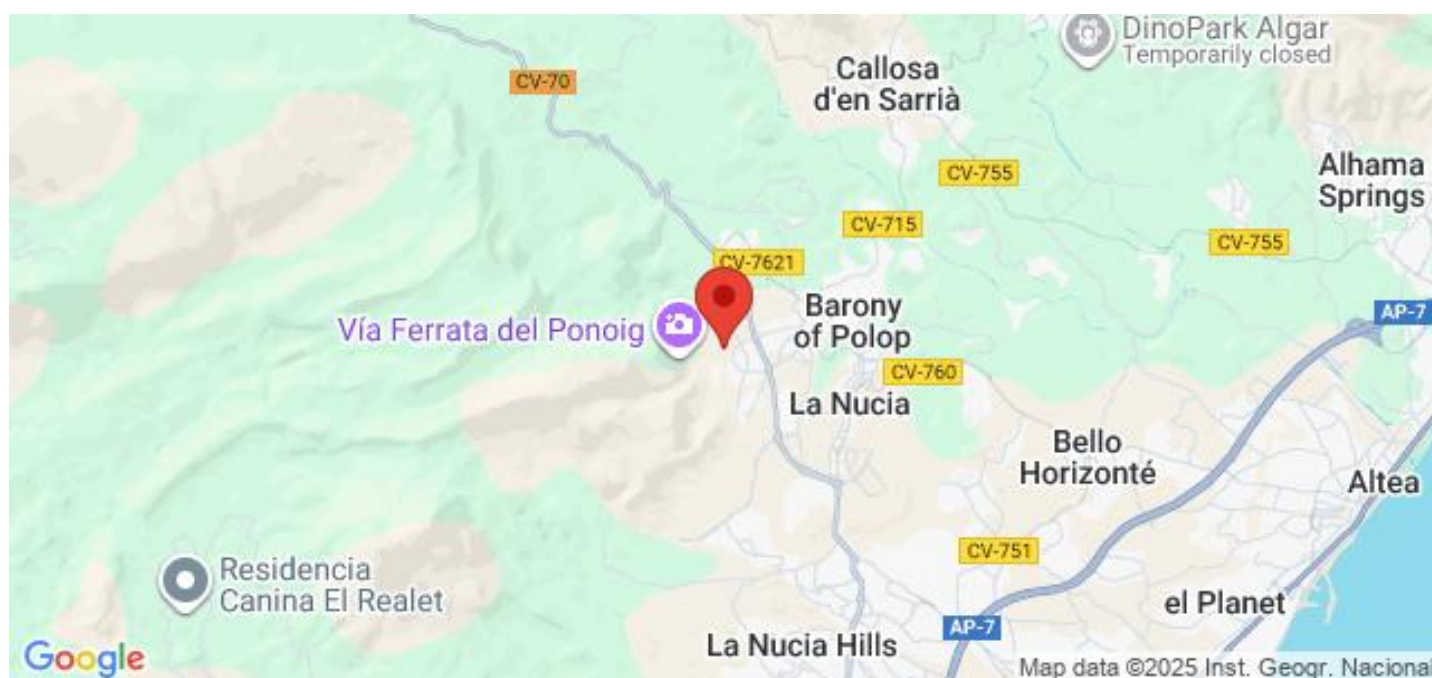 DinoPark Algar
Temporarily closed
CV-70
Callosa
d'en Sarrià
CV-755
Alhama
Springs
CV-715
CV-755
CV-7621
Barony
of Polop
AP-7
Vía Ferrata del Ponoig
CV-760
La Nucia
Bello
Horizonté
Altea
CV-751
Residencia
Canina El Realet
el Planet
AP-7
La Nucia Hills
Google
Map data ©2025 Inst. Geogr. Nacional